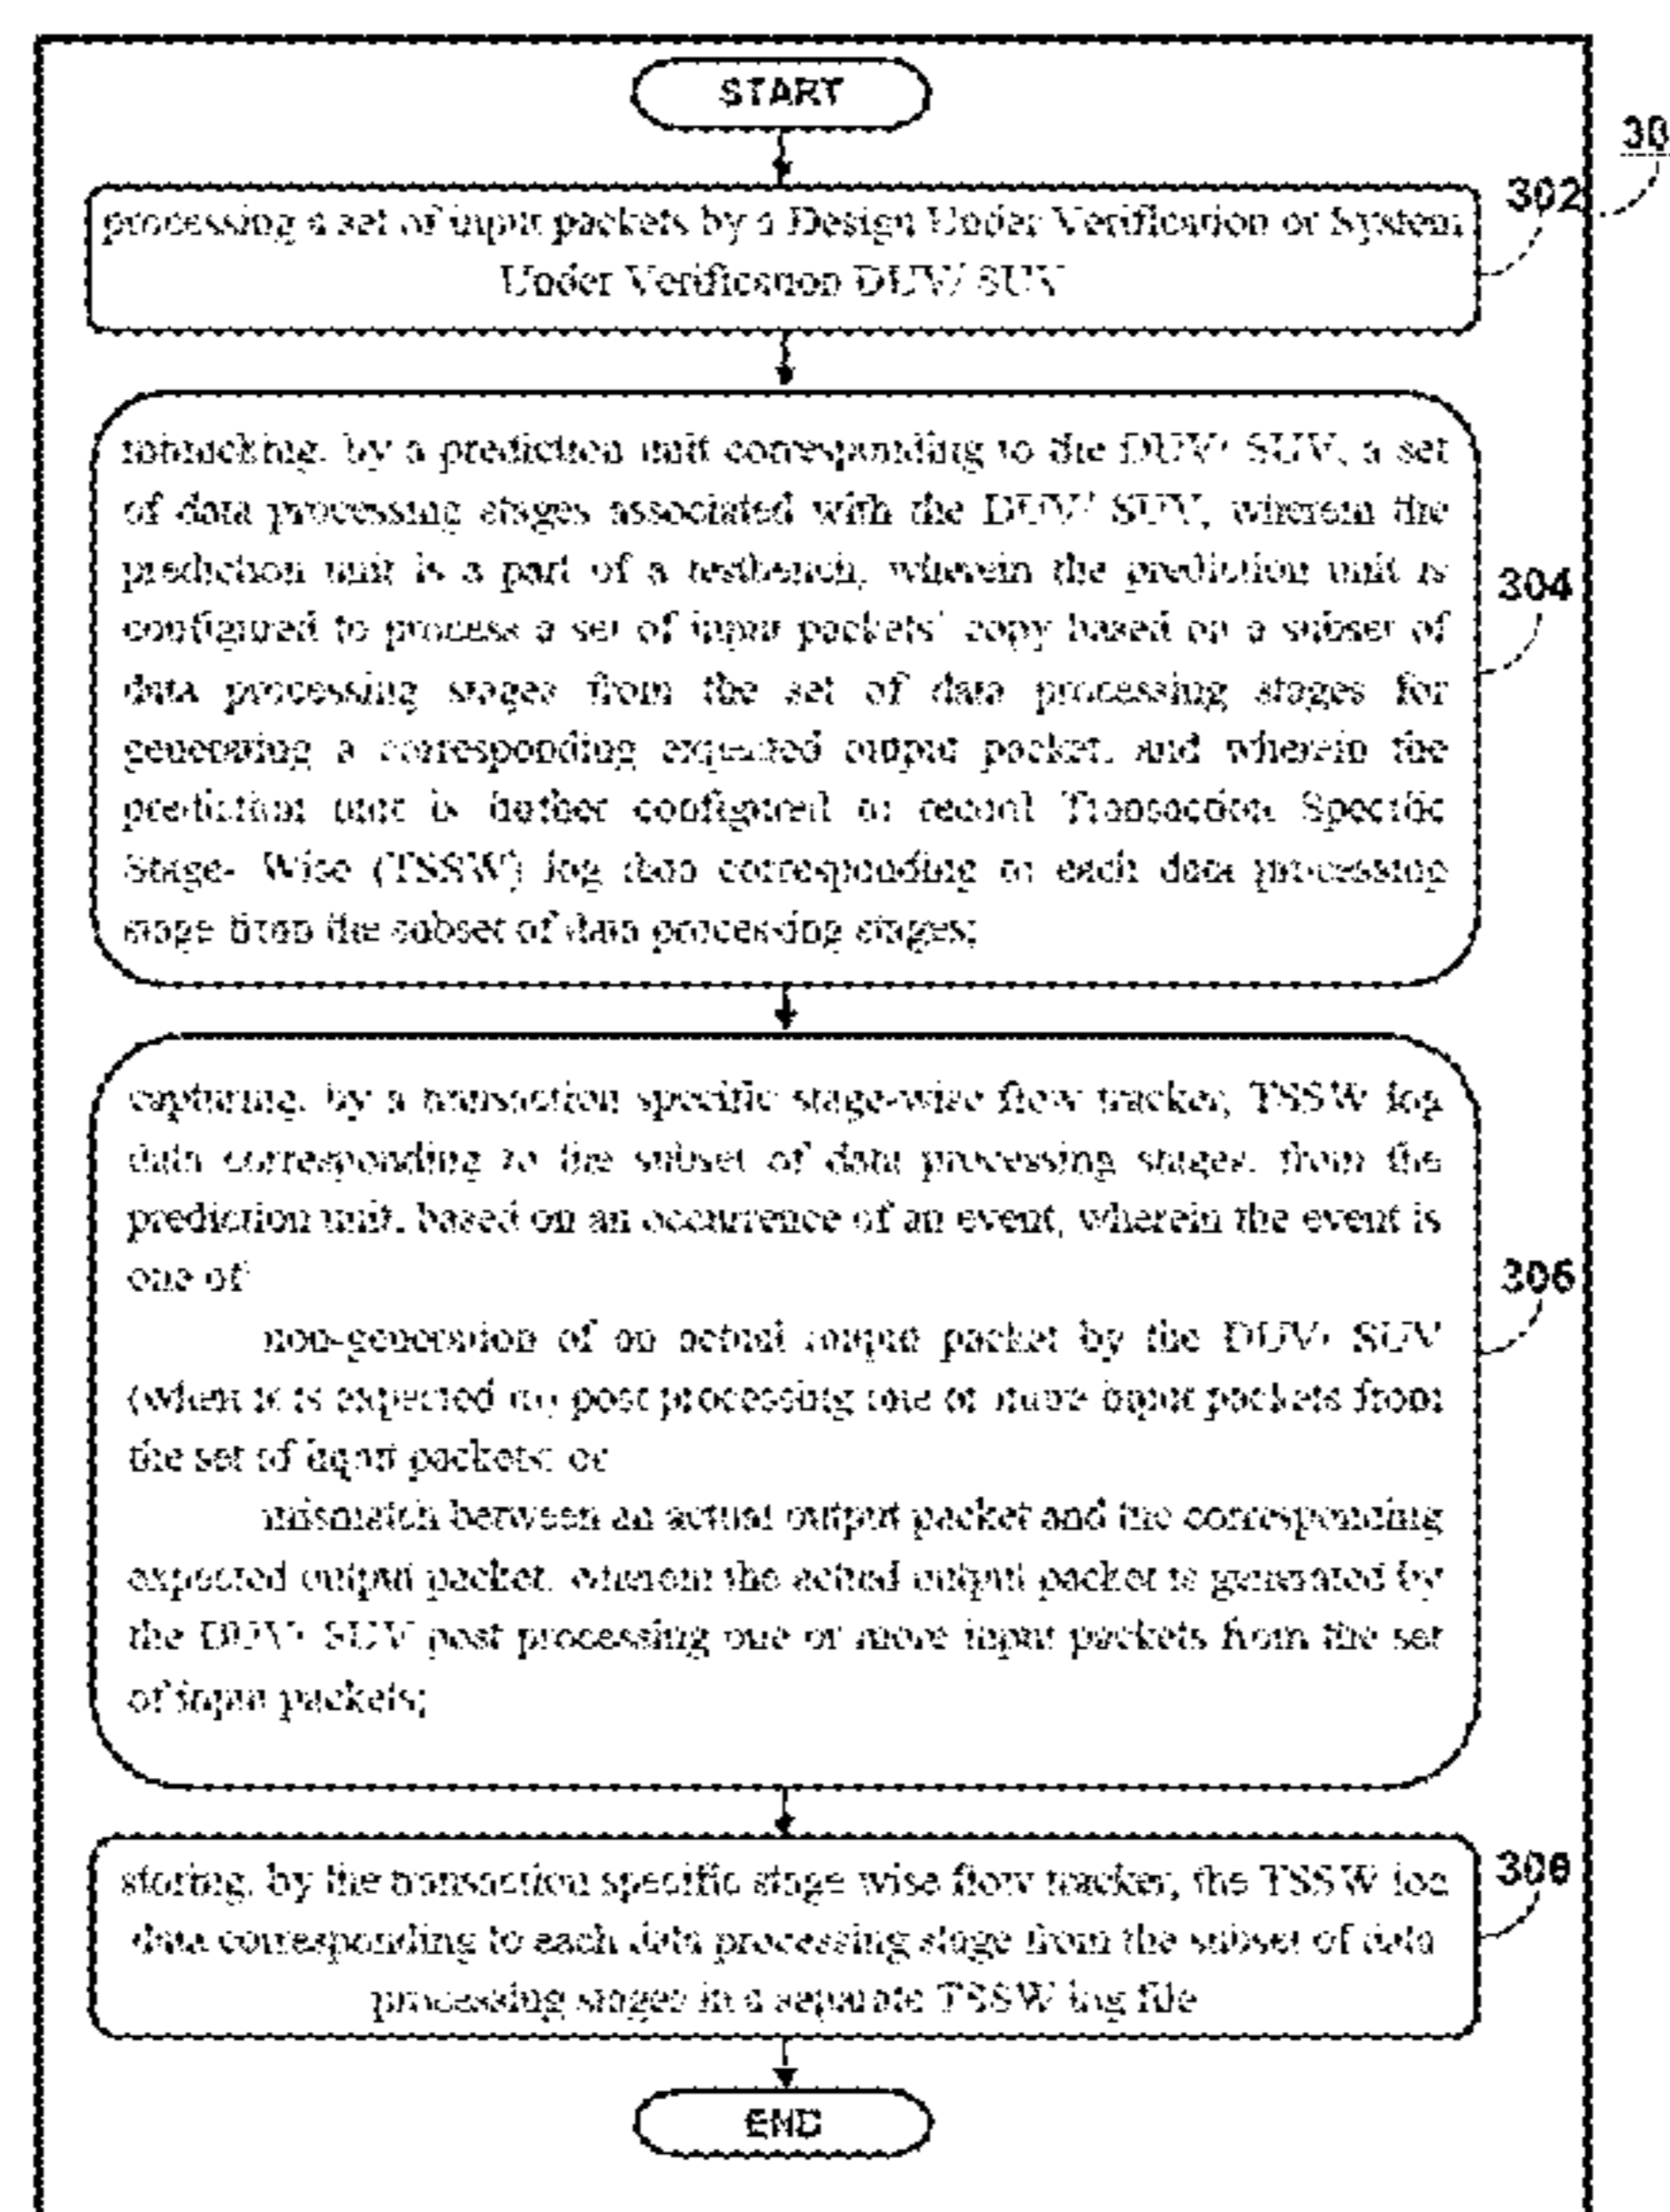 START
30
302
processing a set of input packets by a Design Under Verification or System
Under Verification DUV/ SUV
mimicking, by a prediction unit corresponding to the DUV/ SUV, a set
of data processing stages associated with the DUV/ SUV, wherein the
prediction unit is a part of a testbench, wherein the prediction unit is
configured to process a set of input packets' copy based on a subset of
data processing stages from the set of data processing stages for
generating a corresponding expected output packet, and wherein the
prediction unit is further configured to record Transaction Specific
Stage- Wise (TSSW) log data corresponding to each data processing
stage from the subset of data processing stages;
304
capturing, by a transaction specific stage-wise flow tracker, TSSW log
data corresponding to the subset of data processing stages, from the
prediction unit, based on an occurrence of an event, wherein the event is
one of
non-generation of an actual output packet by the DUV/ SUV
(when it is expected to) post processing one or more input packets from
the set of input packets; or
mismatch between an actual output packet and the corresponding
expected output packet, wherein the actual output packet is generated by
the DUV/ SUV post processing one or more input packets from the set
of input packets;
306
storing, by the transaction specific stage wise flow tracker, the TSSW log
data corresponding to each data processing stage from the subset of data
processing stages in a separate TSSW log file
308
END